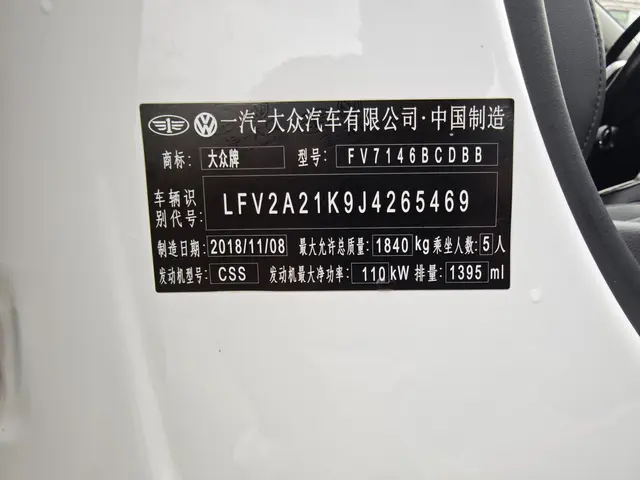 一汽-大众汽车有限公司·中国制造
商标: 大众牌 型号: FV7146BCDBB
车辆识别代号: LFV2A21K9J4265469
制造日期: 2018/11/08 最大允许总质量: 1840 kg 乘坐人数: 5 人
发动机型号: CSS 发动机最大净功率: 110 kW 排量: 1395 ml